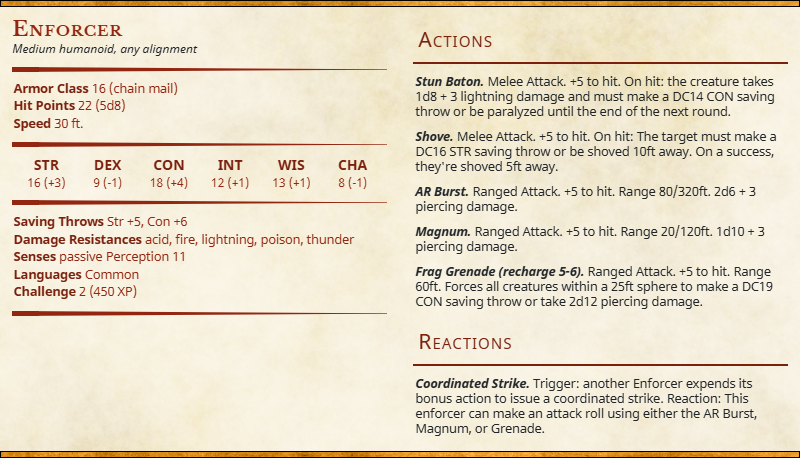 Enforcer
Medium humanoid, any alignment
Armor Class 16 (chain mail)
Hit Points 22 (5d8)
Speed 30 ft.
STR DEX CON INT WIS CHA
16 (+3) 9 (-1) 18 (+4) 12 (+1) 13 (+1) 8 (-1)
Saving Throws Str +5, Con +6
Damage Resistances acid, fire, lightning, poison, thunder
Senses passive Perception 11
Languages Common
Challenge 2 (450 XP)
Actions
Stun Baton. Melee Attack. +5 to hit. On hit: the creature takes
1d8 + 3 lightning damage and must make a DC14 CON saving
throw or be paralyzed until the end of the next round.
Shove. Melee Attack. +5 to hit. On hit: The target must make a
DC16 STR saving throw or be shoved 10ft away. On a success,
they're shoved 5ft away.
AR Burst. Ranged Attack. +5 to hit. Range 80/320ft. 2d6 + 3
piercing damage.
Magnum. Ranged Attack. +5 to hit. Range 20/120ft. 1d10 + 3
piercing damage.
Frag Grenade (recharge 5-6). Ranged Attack. +5 to hit. Range
60ft. Forces all creatures within a 25ft sphere to make a DC19
CON saving throw or take 2d12 piercing damage.
Reactions
Coordinated Strike. Trigger: another Enforcer expends its
bonus action to issue a coordinated strike. Reaction: This
enforcer can make an attack roll using either the AR Burst,
Magnum, or Grenade.